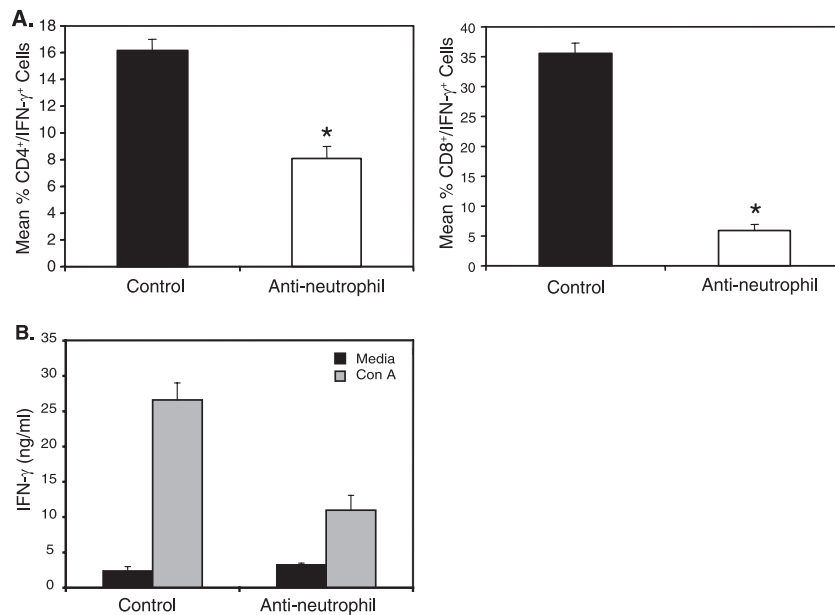 A.
Mean % CD4⁺/IFN-γ⁺ Cells
18
16
14
12
10
8
6
4
2
0
*
Control
Anti-neutrophil
Mean % CD8⁺/IFN-γ⁺ Cells
40
35
30
25
20
15
10
5
0
*
Control
Anti-neutrophil
B.
IFN-γ (ng/ml)
35
30
25
20
15
10
5
0
Media
Con A
Control
Anti-neutrophil